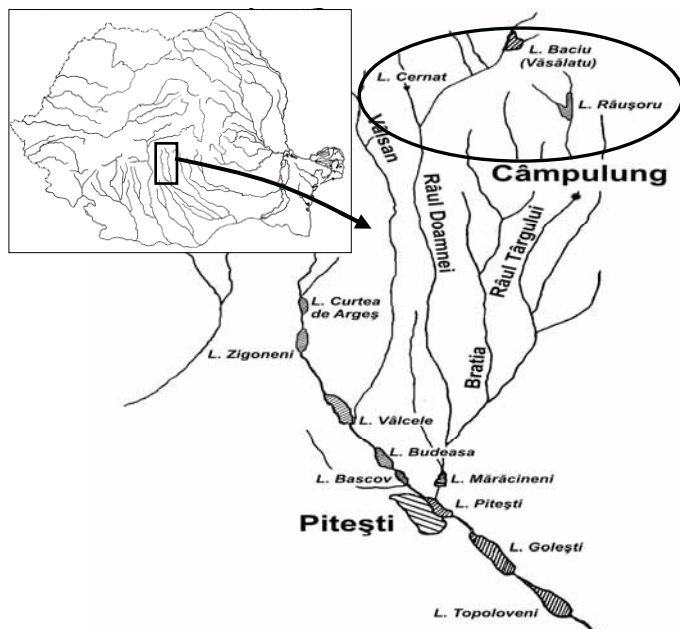 L. Baciu
(Văsălatu)
L. Cernat
L. Râuşoru
Vâlsan
Câmpulung
Râul Doamnei
Râul Târgului
L. Curtea
de Argeş
L. Zigoneni
Bratia
L. Vâlcele
L. Budeasa
L. Bascov
L. Mărăcineni
L. Piteşti
Piteşti
L. Goleşti
L. Topoloveni